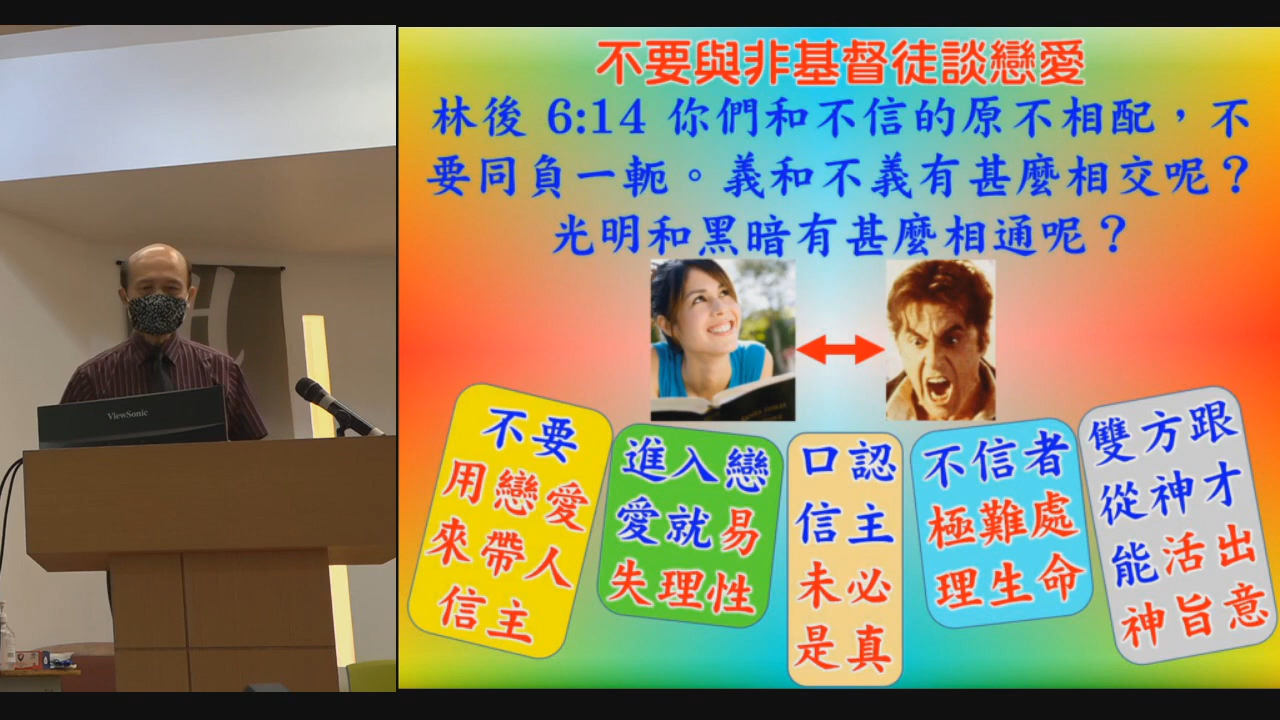 不要與非基督徒談戀愛
林後 6:14 你們和不信的原不相配，不
要同負一軛。義和不義有甚麼相交呢？
光明和黑暗有甚麼相通呢？
不要
用戀愛
來帶人
信主
進入戀
愛就易
失理性
口認
信主
未必
是真
不信者
極難處
理生命
雙方跟
從神才
能活出
神旨意
ViewSonic